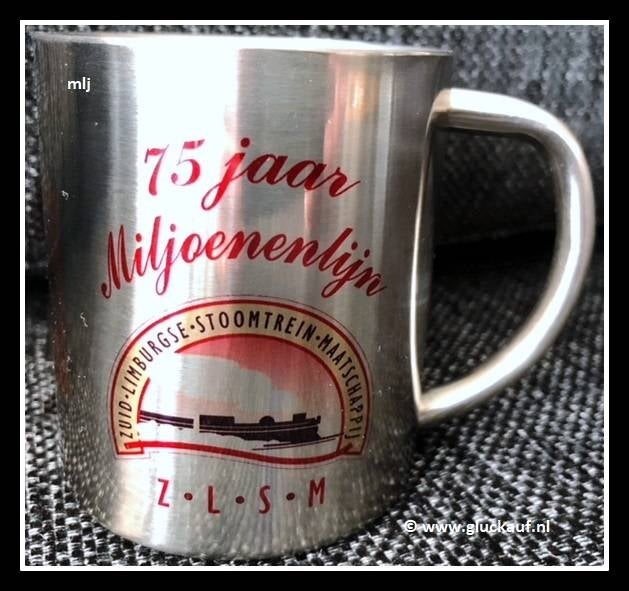 mlj
75 jaar
Miljoenenlijn
ZUID·LIMBURGSE·STOOMTREIN·MAATSCHAPPIJ
Z·L·S·M
© www.gluckauf.nl